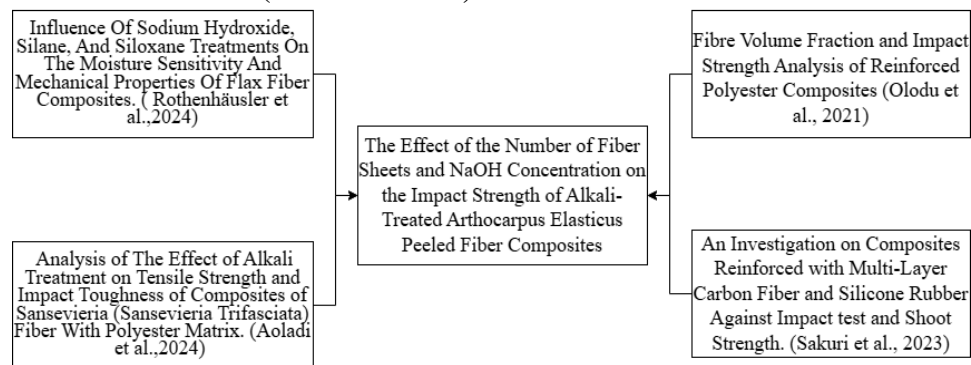 Influence Of Sodium Hydroxide,
Silane, And Siloxane Treatments On
The Moisture Sensitivity And
Mechanical Properties Of Flax Fiber
Composites. ( Rothenhäusler et
al.,2024)
Analysis of The Effect of Alkali
Treatment on Tensile Strength and
Impact Toughness of Composites of
Sansevieria (Sansevieria Trifasciata)
Fiber With Polyester Matrix. (Aoladi
et al.,2024)
The Effect of the Number of Fiber
Sheets and NaOH Concentration on
the Impact Strength of Alkali-
Treated Arthocarpus Elasticus
Peeled Fiber Composites
Fibre Volume Fraction and Impact
Strength Analysis of Reinforced
Polyester Composites (Olodu et
al., 2021)
An Investigation on Composites
Reinforced with Multi-Layer
Carbon Fiber and Silicone Rubber
Against Impact test and Shoot
Strength. (Sakuri et al., 2023)